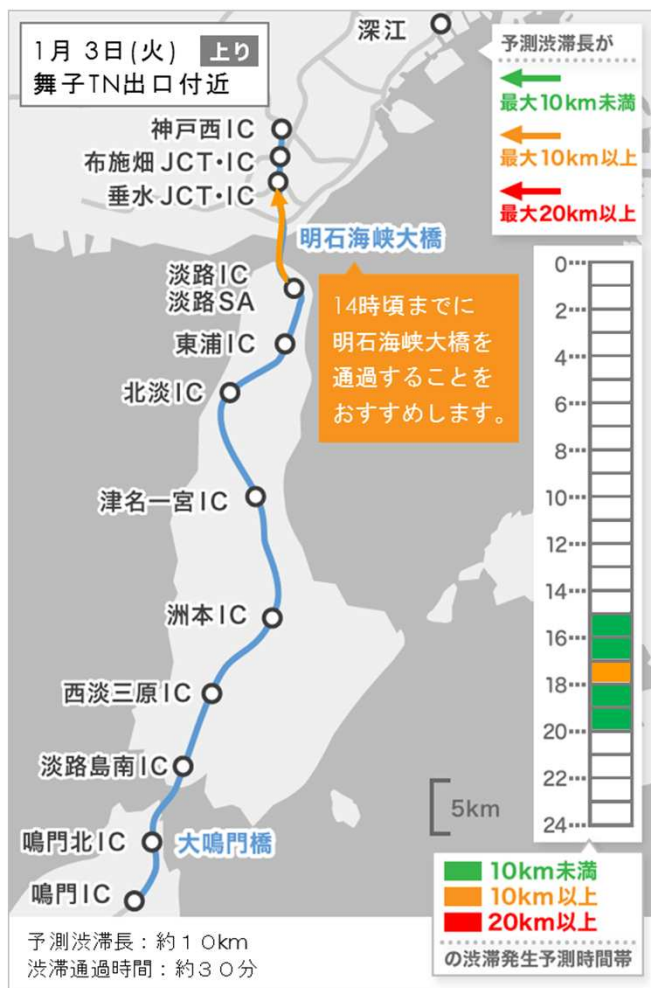 1月 3日(火) 上り
舞子TN出口付近
深江
予測渋滞長が
最大10km未満
最大10km以上
最大20km以上
神戸西IC
布施畑JCT・IC
垂水JCT・IC
明石海峡大橋
淡路IC
淡路SA
東浦IC
北淡IC
津名一宮IC
洲本IC
西淡三原IC
淡路島南IC
鳴門北IC
大鳴門橋
鳴門IC
14時頃までに
明石海峡大橋を
通過することを
おすすめします。
0
2
4
6
8
10
12
14
16
18
20
22
24
5km
10km未満
10km以上
20km以上
の渋滞発生予測時間帯
予測渋滞長：約10km
渋滞通過時間：約30分